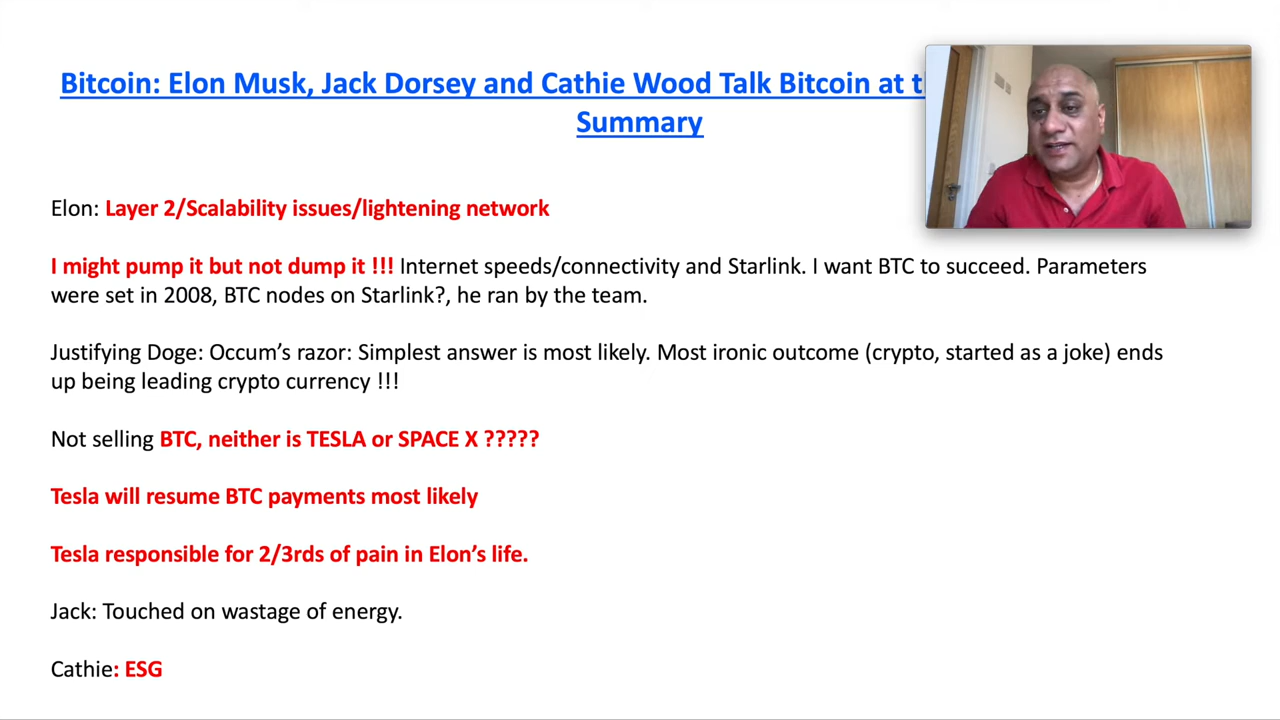 Bitcoin: Elon Musk, Jack Dorsey and Cathie Wood Talk Bitcoin at
Summary
Elon: Layer 2/Scalability issues/lightening network
I might pump it but not dump it !!! Internet speeds/connectivity and Starlink. I want BTC to succeed. Parameters
were set in 2008, BTC nodes on Starlink?, he ran by the team.
Justifying Doge: Occum’s razor: Simplest answer is most likely. Most ironic outcome (crypto, started as a joke) ends
up being leading crypto currency !!!
Not selling BTC, neither is TESLA or SPACE X ?????
Tesla will resume BTC payments most likely
Tesla responsible for 2/3rds of pain in Elon’s life.
Jack: Touched on wastage of energy.
Cathie: ESG